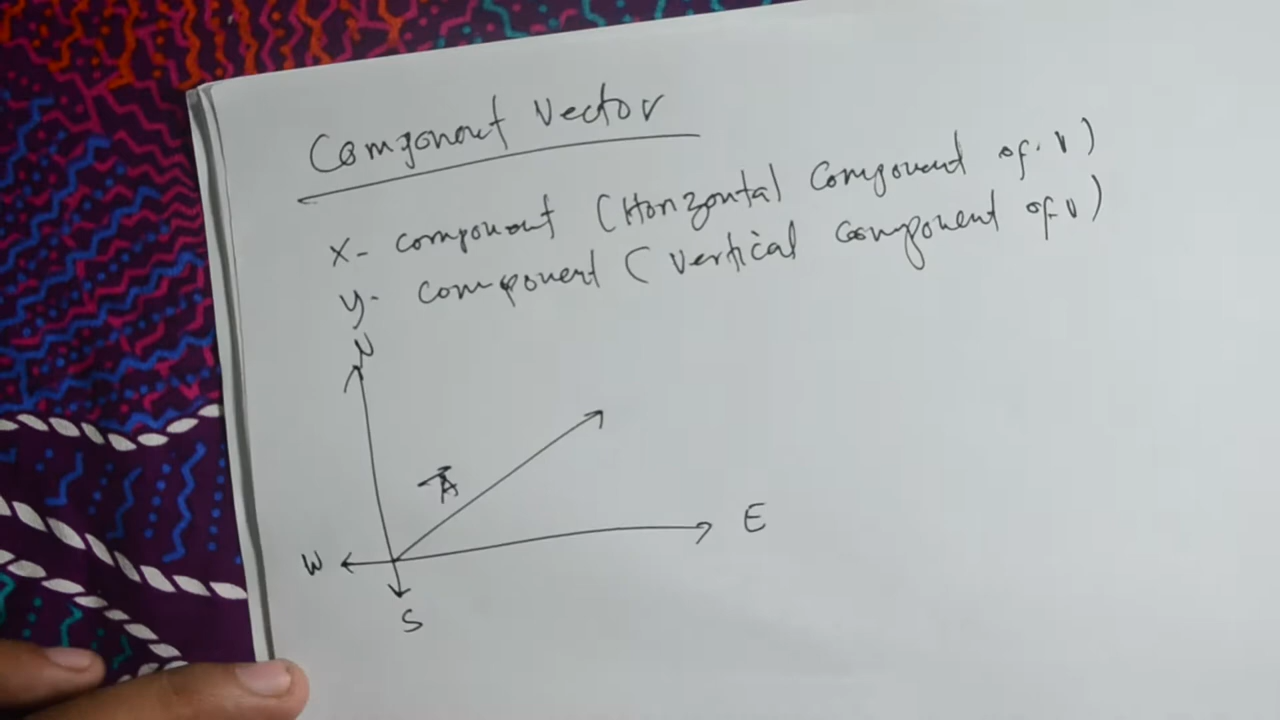 Component Vector
X- component (Horizontal Component of V)
y- component (Vertical component of V)
N
A
E
W
S